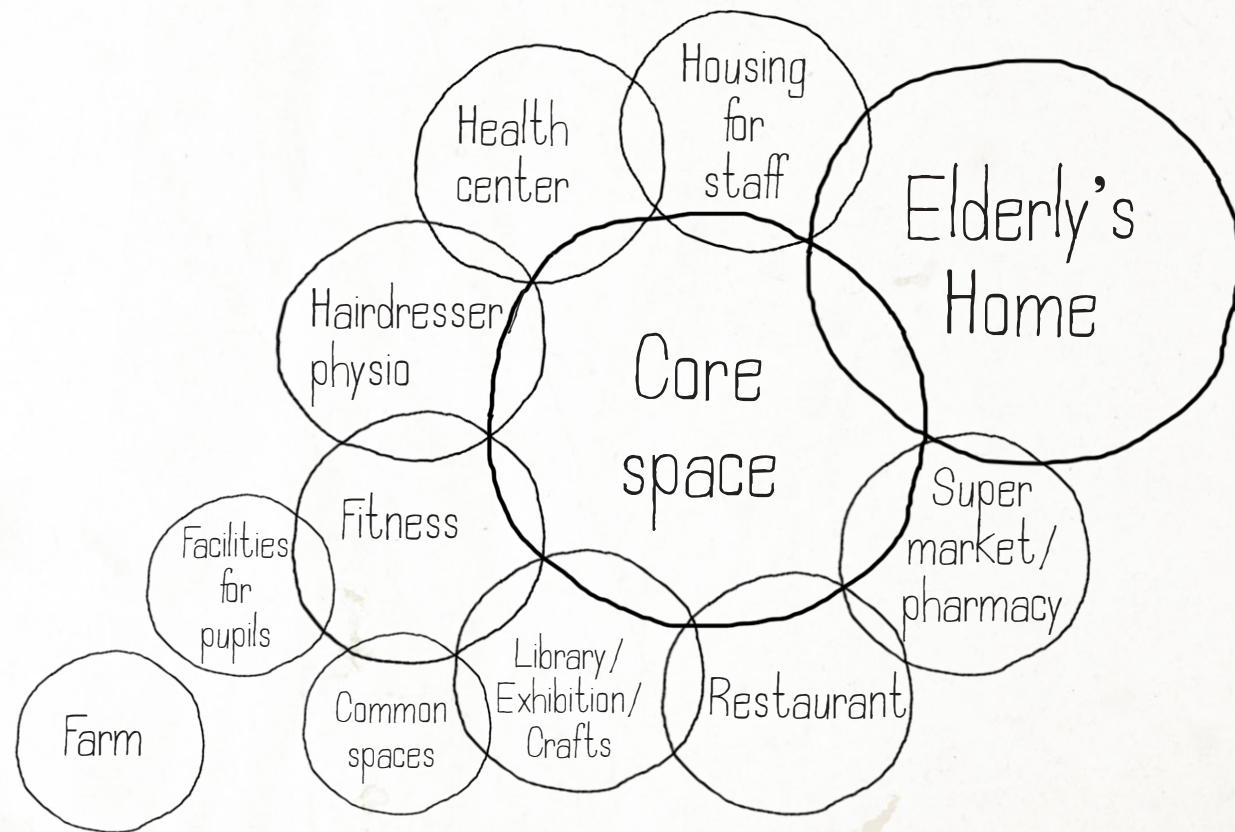 Housing
for
staff
Health
center
Elderly's
Home
Hairdresser/
physio
Core
space
Fitness
Super
market/
pharmacy
Facilities
for
pupils
Library/
Exhibition/
Crafts
Restaurant
Common
spaces
Farm